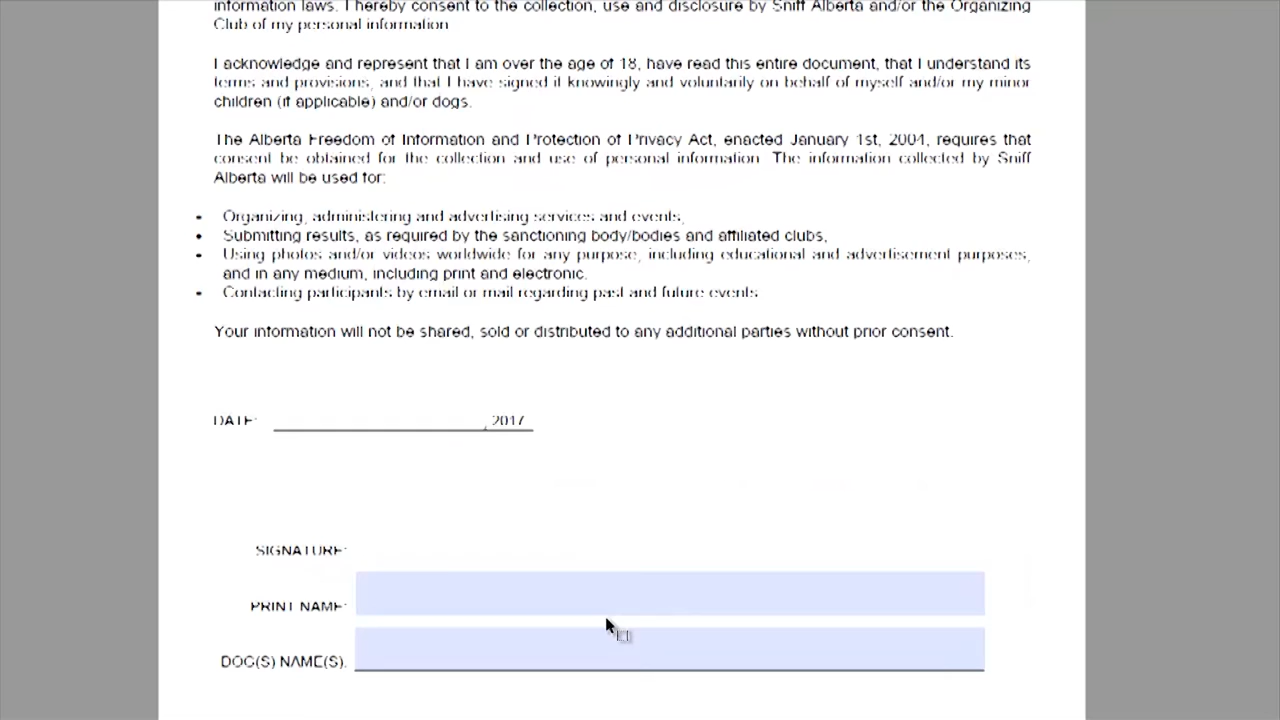 information laws. I hereby consent to the collection, use and disclosure by Sniff Alberta and/or the Organizing
Club of my personal information
I acknowledge and represent that I am over the age of 18, have read this entire document, that I understand its
terms and provisions, and that I have signed it knowingly and voluntarily on behalf of myself and/or my minor
children (if applicable) and/or dogs.
The Alberta Freedom of Information and Protection of Privacy Act, enacted January 1st, 2004, requires that
consent be obtained for the collection and use of personal information. The information collected by Sniff
Alberta will be used for:
• Organizing, administering and advertising services and events,
• Submitting results, as required by the sanctioning body/bodies and affiliated clubs,
• Using photos and/or videos worldwide for any purpose, including educational and advertisement purposes,
and in any medium, including print and electronic.
• Contacting participants by email or mail regarding past and future events
Your information will not be shared, sold or distributed to any additional parties without prior consent.
DATE: ____________________, 2017
SIGNATURE:
PRINT NAME:
DOG(S) NAME(S):